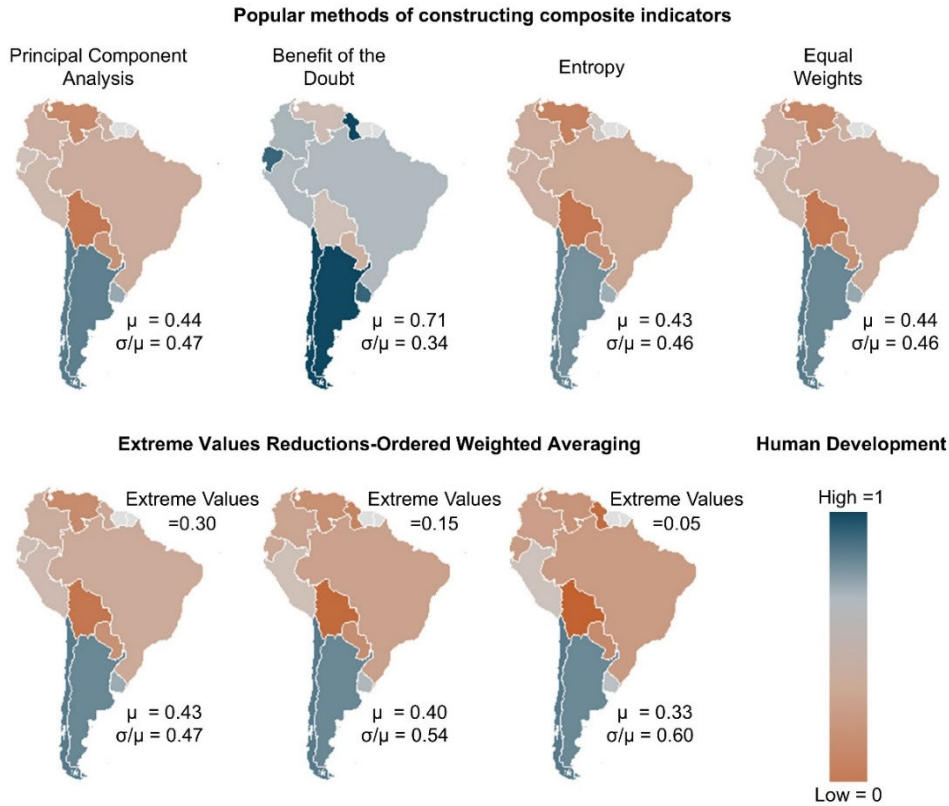 Popular methods of constructing composite indicators
Principal Component
Analysis
Benefit of the
Doubt
Entropy
Equal
Weights
μ = 0.44
σ/μ = 0.47
μ = 0.71
σ/μ = 0.34
μ = 0.43
σ/μ = 0.46
μ = 0.44
σ/μ = 0.46
Extreme Values Reductions-Ordered Weighted Averaging
Human Development
Extreme Values
=0.30
Extreme Values
=0.15
Extreme Values
=0.05
High =1
μ = 0.43
σ/μ = 0.47
μ = 0.40
σ/μ = 0.54
μ = 0.33
σ/μ = 0.60
Low = 0